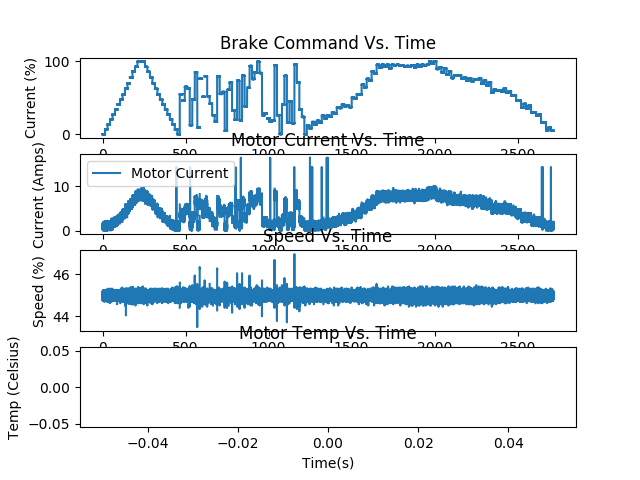 Brake Command Vs. Time
Current (%)
100
0
0 500 1000 1500 2000 2500
Motor Current Vs. Time
Current (Amps)
Motor Current
10
0
0 500 1000 1500 2000 2500
Speed Vs. Time
Speed (%)
46
44
0 500 1000 1500 2000 2500
Motor Temp Vs. Time
Temp (Celsius)
0.05
0.00
−0.05
−0.04 −0.02 0.00 0.02 0.04
Time(s)